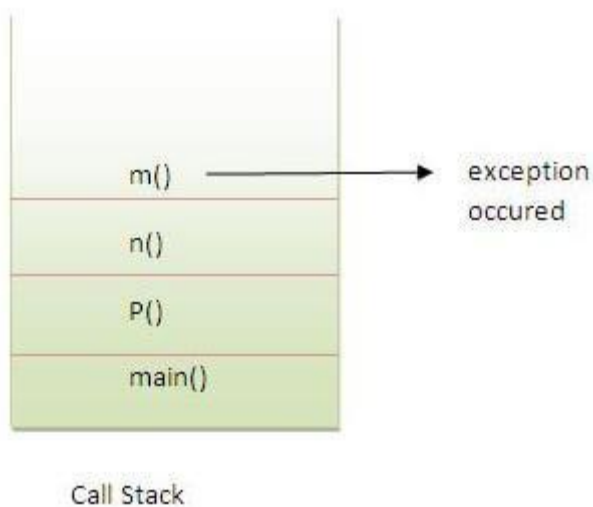 m()
exception
occured
n()
P()
main()
Call Stack